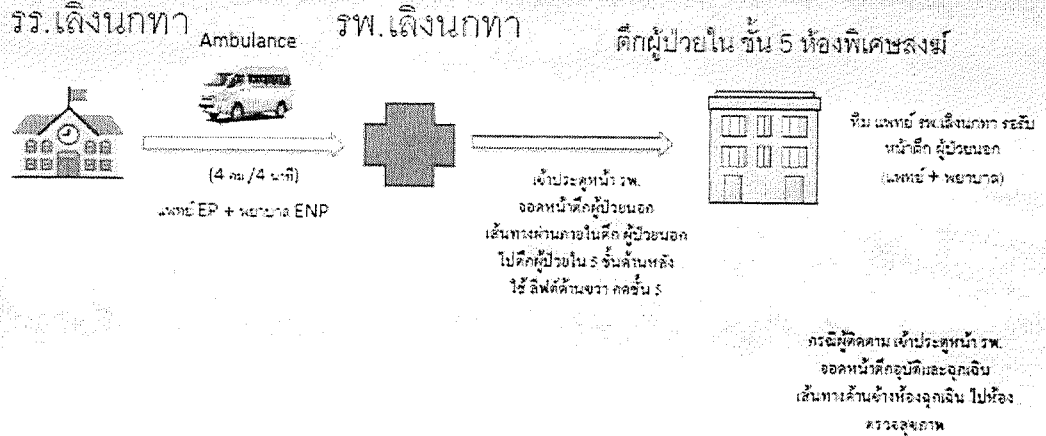 รร.เลิงนกทา
Ambulance
รพ.เลิงนกทา
ตึกผู้ป่วยใน ชั้น 5 ห้องพิเศษสงฆ์
(4 กม/4 นาที)
แพทย์ EP + พยาบาล ENP
เข้าประตูหน้า รพ.
จอดหน้าตึกผู้ป่วยนอก
เส้นทางผ่านภายในตึก ผู้ป่วยนอก
ไปตึกผู้ป่วยใน 5 ชั้นด้านหลัง
ใช้ ลิฟต์ด้านขวา กดชั้น 5
ทีม แพทย์ รพ.เลิงนกทา รอรับ
หน้าตึก ผู้ป่วยนอก
(แพทย์ + พยาบาล)
กรณีผู้ติดตาม เข้าประตูหน้า รพ.
จอดหน้าตึกอุบัติและฉุกเฉิน
เส้นทางด้านข้างห้องฉุกเฉิน ไปห้อง
ตรวจสุขภาพ